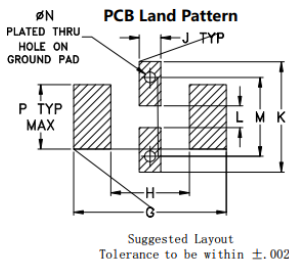 PCB Land Pattern
øN
PLATED THRU
HOLE ON
GROUND PAD
J TYP
P TYP
MAX
L
M
K
H
G
Suggested Layout
Tolerance to be within ±.002